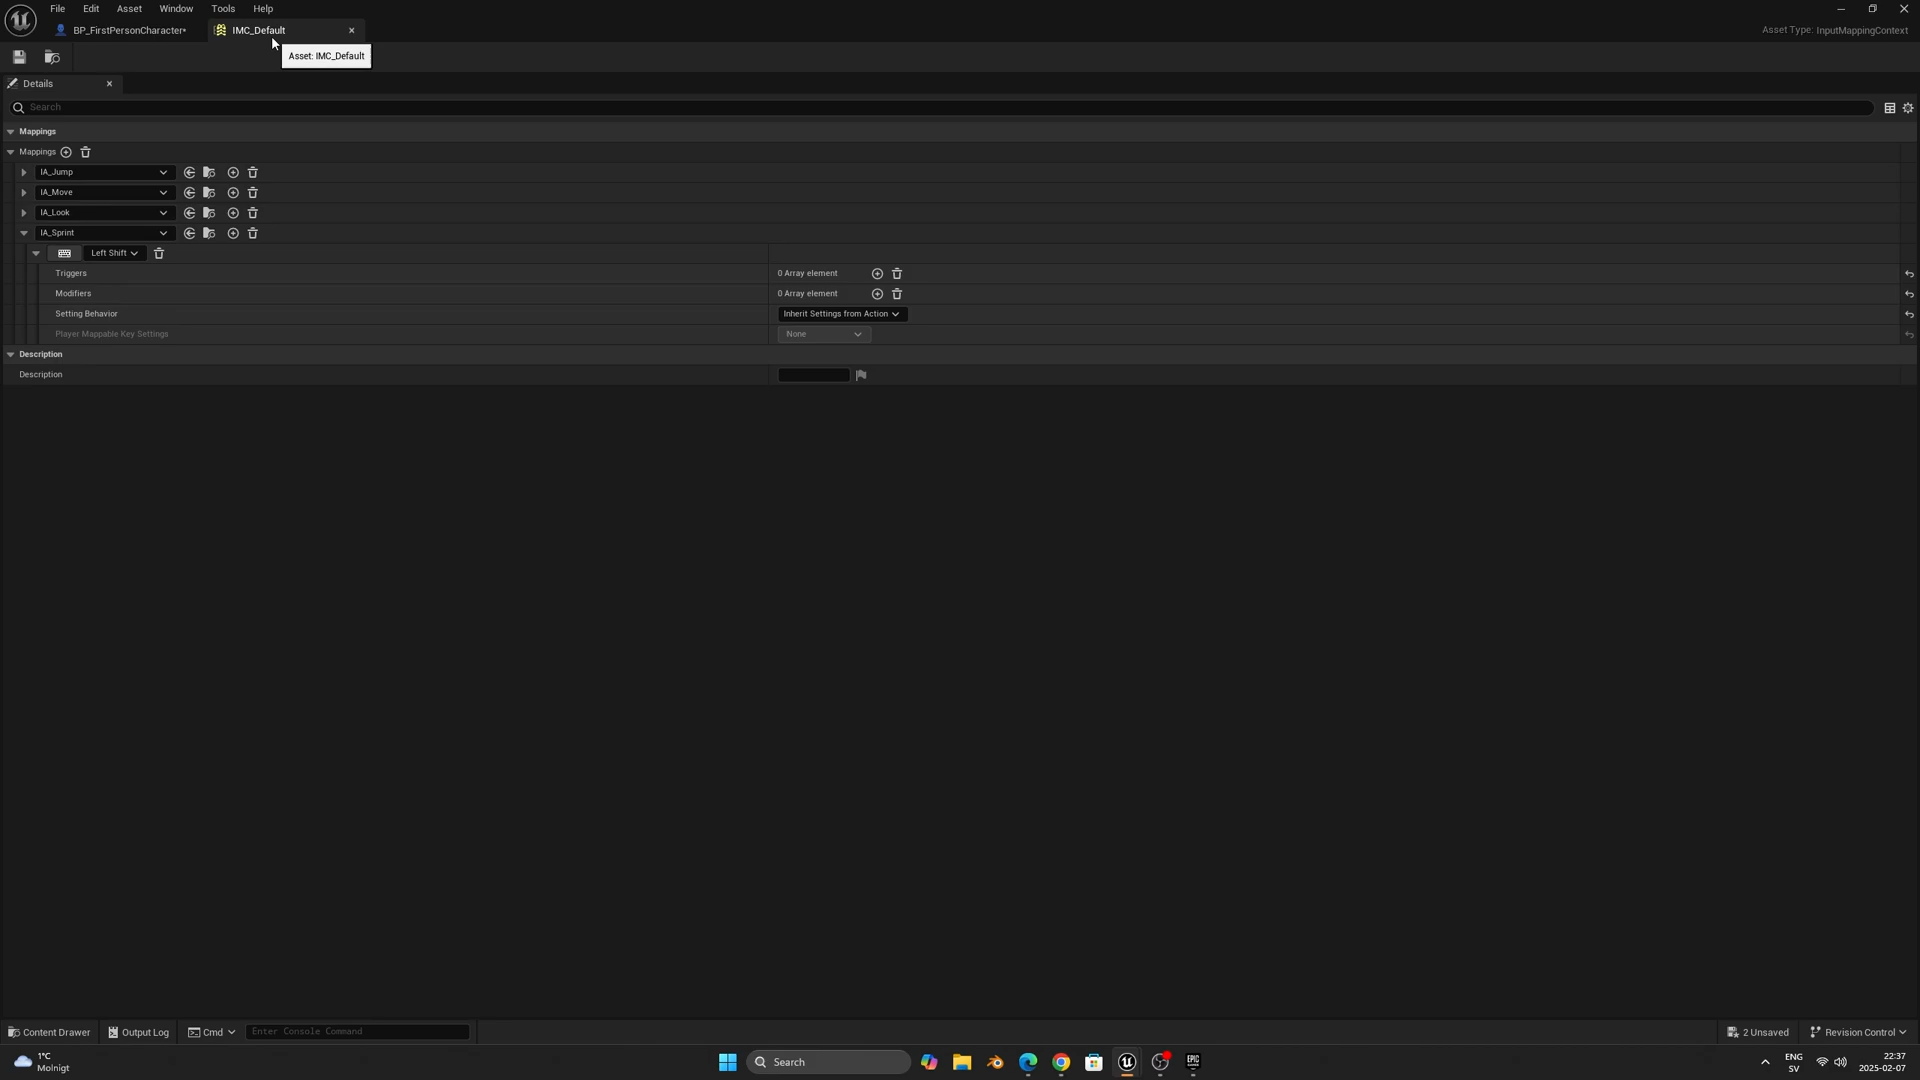 File Edit Asset Window Tools Help
BP_FirstPersonCharacter* IMC_Default
Asset Type: InputMappingContext
Asset: IMC_Default
Details
Search
Mappings
Mappings
IA_Jump
IA_Move
IA_Look
IA_Sprint
Left Shift
Triggers 0 Array element
Modifiers 0 Array element
Setting Behavior Inherit Settings from Action
Player Mappable Key Settings None
Description
Description
Content Drawer Output Log Cmd Enter Console Command 2 Unsaved Revision Control
1°C
Molnigt
Search
EPIC
GAMES
ENG
SV
22:37
2025-02-07